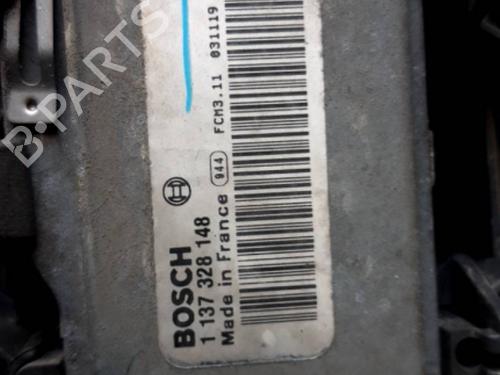 BOSCH
1 137 328 148
Made in France 944 FCM3.11 031119
B-PARTS